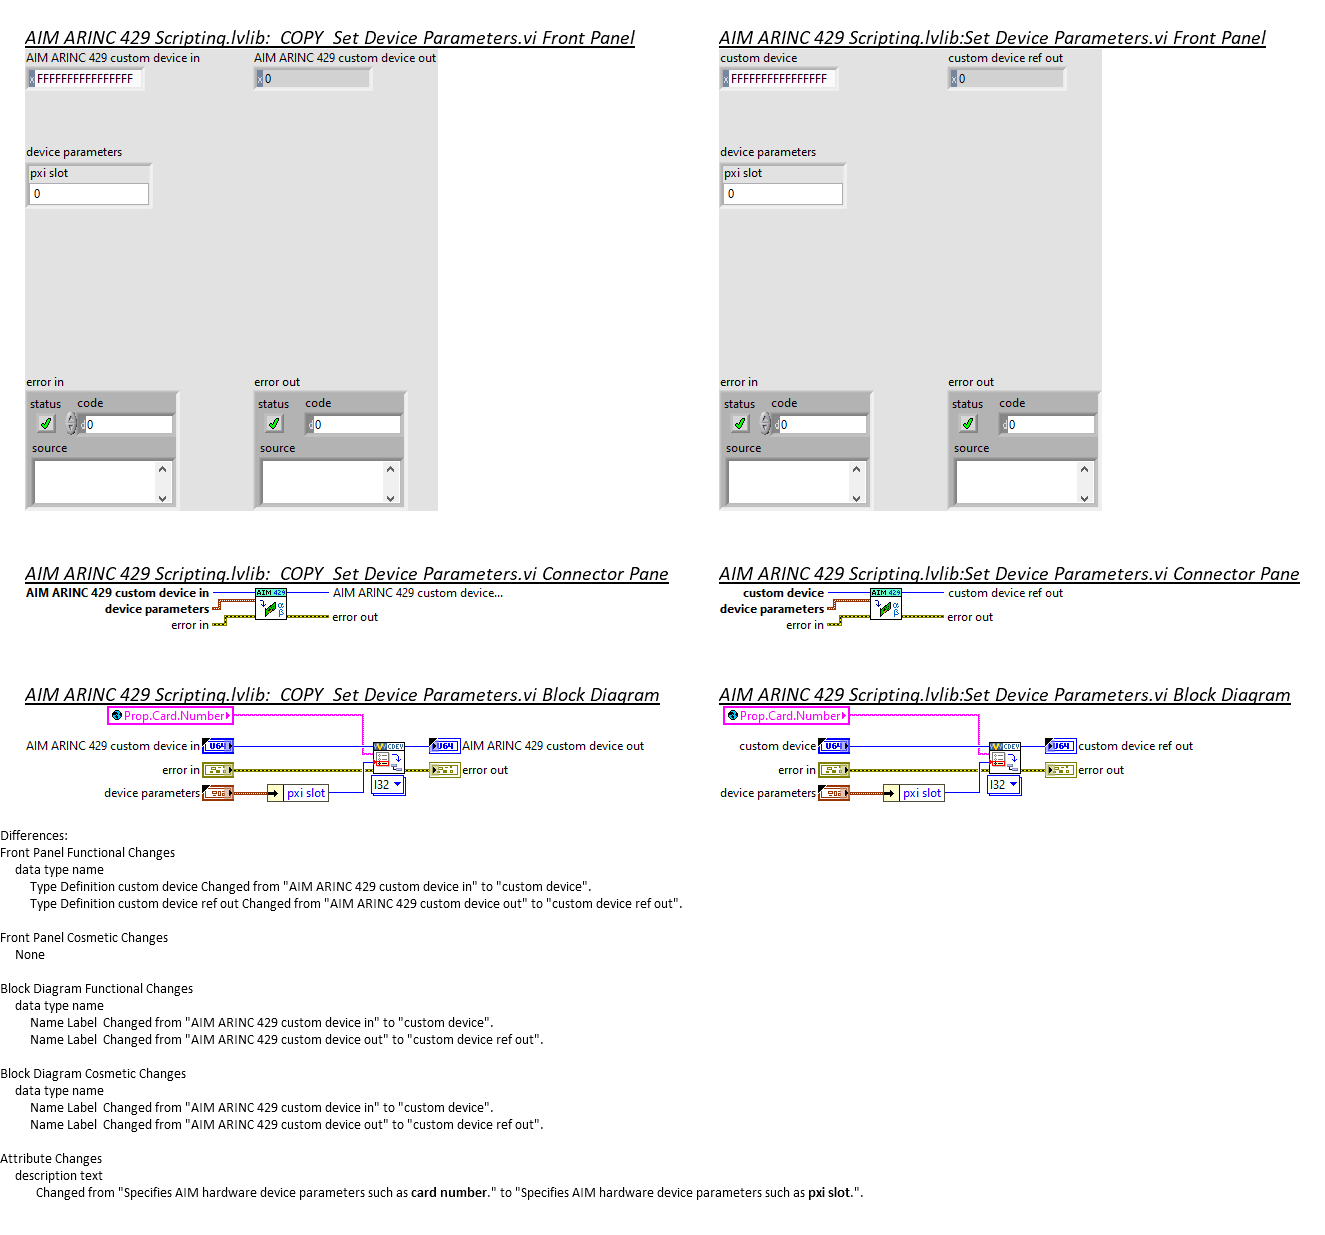 AIM ARINC 429 Scripting.lvlib:_COPY_Set Device Parameters.vi Front Panel
AIM ARINC 429 custom device in
AIM ARINC 429 custom device out
x FFFFFFFFFFFFFFFF
x 0
device parameters
pxi slot
0
error in
error out
status
code
status
code
d 0
d 0
source
source
AIM ARINC 429 Scripting.lvlib:Set Device Parameters.vi Front Panel
custom device
custom device ref out
x FFFFFFFFFFFFFFFF
x 0
device parameters
pxi slot
0
error in
error out
status
code
status
code
d 0
d 0
source
source
AIM ARINC 429 Scripting.lvlib:_COPY_Set Device Parameters.vi Connector Pane
AIM ARINC 429 custom device in
AIM 429
AIM ARINC 429 custom device...
device parameters
α
β
error in
error out
AIM ARINC 429 Scripting.lvlib:Set Device Parameters.vi Connector Pane
custom device
AIM 429
custom device ref out
device parameters
α
β
error in
error out
AIM ARINC 429 Scripting.lvlib:_COPY_Set Device Parameters.vi Block Diagram
Prop.Card.Number
AIM ARINC 429 custom device in
U64
CDEV
U64
AIM ARINC 429 custom device out
error in
error out
I32
device parameters
pxi slot
AIM ARINC 429 Scripting.lvlib:Set Device Parameters.vi Block Diagram
Prop.Card.Number
custom device
U64
CDEV
U64
custom device ref out
error in
error out
I32
device parameters
pxi slot
Differences:
Front Panel Functional Changes
data type name
Type Definition custom device Changed from "AIM ARINC 429 custom device in" to "custom device".
Type Definition custom device ref out Changed from "AIM ARINC 429 custom device out" to "custom device ref out".
Front Panel Cosmetic Changes
None
Block Diagram Functional Changes
data type name
Name Label  Changed from "AIM ARINC 429 custom device in" to "custom device".
Name Label  Changed from "AIM ARINC 429 custom device out" to "custom device ref out".
Block Diagram Cosmetic Changes
data type name
Name Label  Changed from "AIM ARINC 429 custom device in" to "custom device".
Name Label  Changed from "AIM ARINC 429 custom device out" to "custom device ref out".
Attribute Changes
description text
Changed from "Specifies AIM hardware device parameters such as card number." to "Specifies AIM hardware device parameters such as pxi slot.".